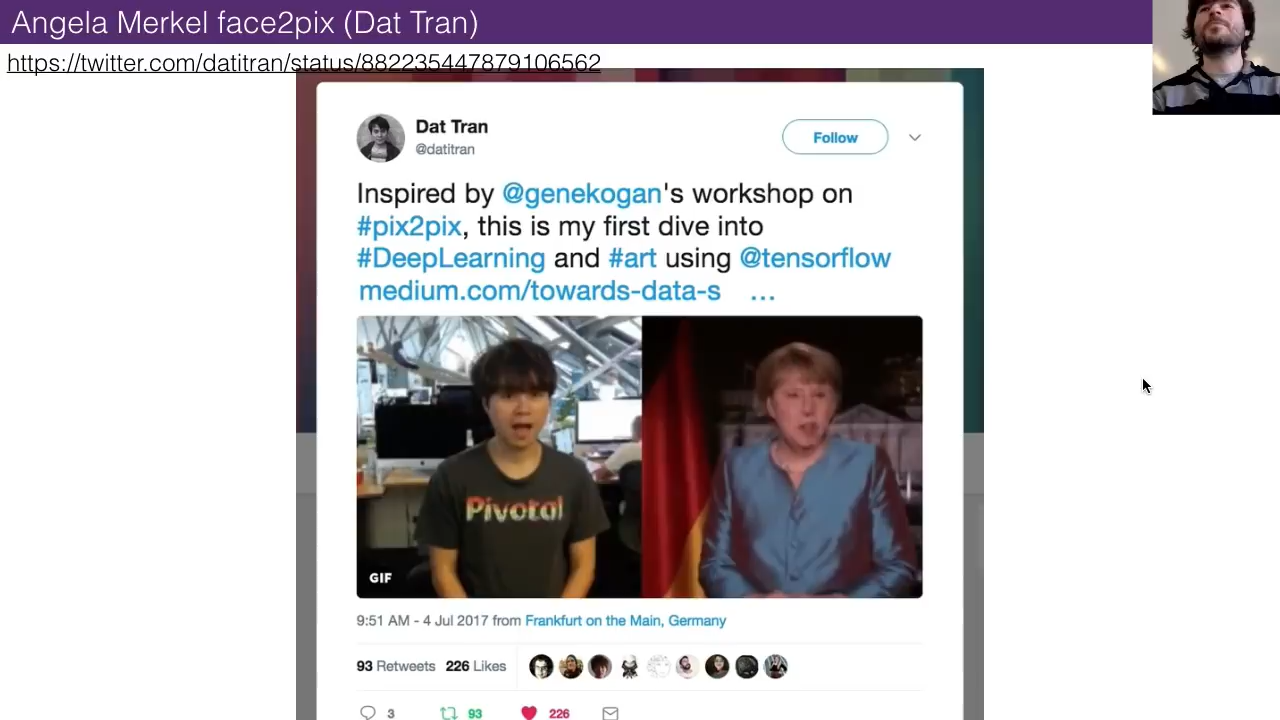 Angela Merkel face2pix (Dat Tran)
https://twitter.com/datitran/status/882235447879106562
Dat Tran
@datitran
Follow
Inspired by @genekogan's workshop on
#pix2pix, this is my first dive into
#DeepLearning and #art using @tensorflow
medium.com/towards-data-s …
Pivotal
GIF
9:51 AM - 4 Jul 2017 from Frankfurt on the Main, Germany
93 Retweets 226 Likes
3 93 226